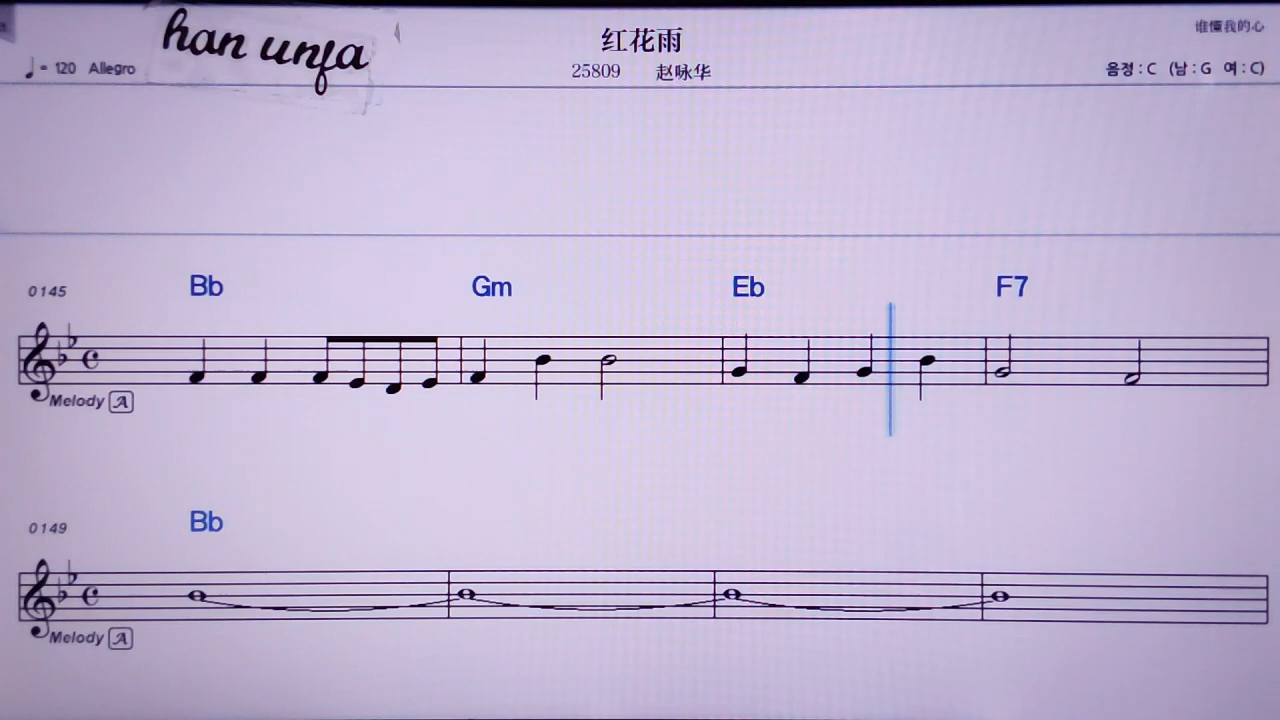 han unfa
红花雨
谁懂我的心
♩= 120 Allegro
25809 赵咏华
음정 : C (남 : G 여 : C)
0145 Bb Gm Eb F7
Melody A
0149 Bb
Melody A